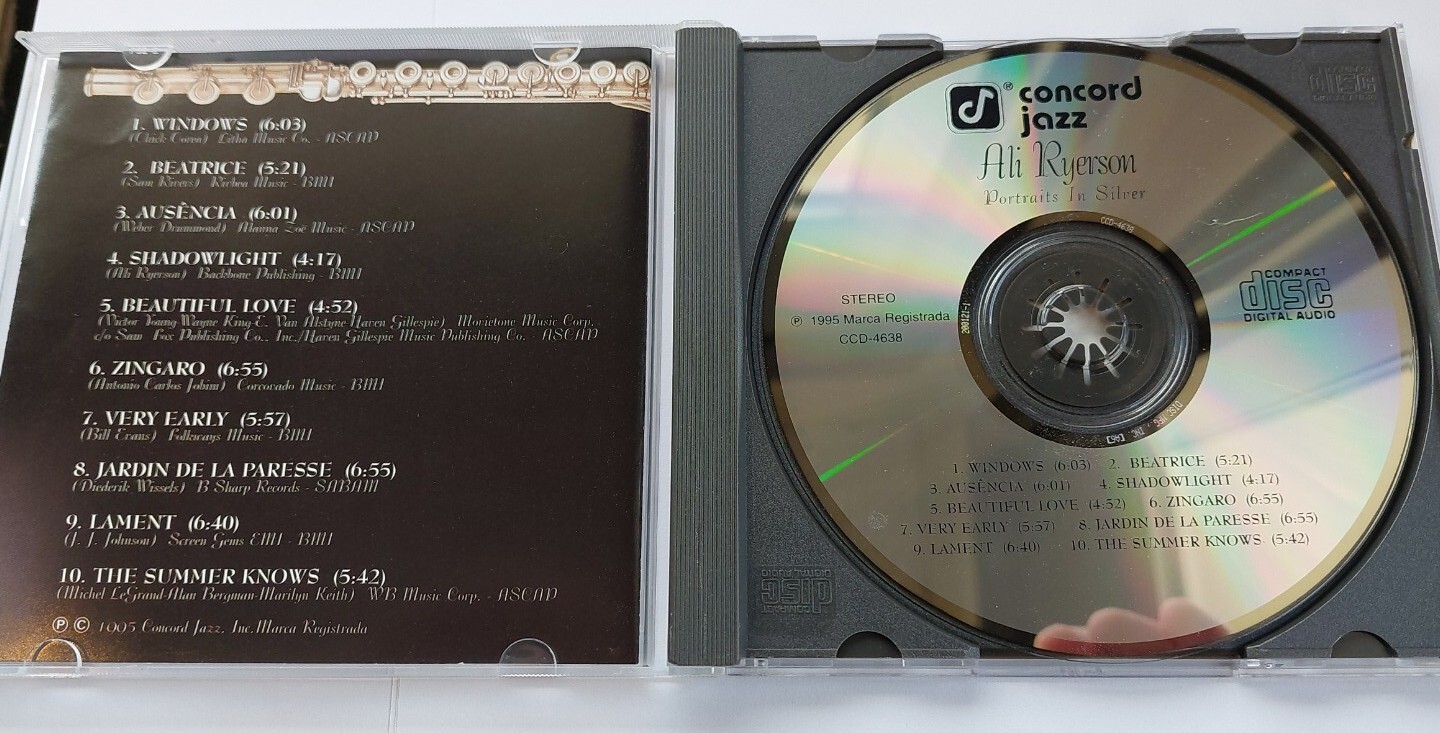 1. WINDOWS (6:03)
(Chick Corea) Litha Music Co. - ASCAP
2. BEATRICE (5:21)
(Sam Rivers) Rivbea Music - BMI
3. AUSÊNCIA (6:01)
(Weber Drummond) Manna Zoë Music - ASCAP
4. SHADOWLIGHT (4:17)
(Ali Ryerson) Backbone Publishing - BMI
5. BEAUTIFUL LOVE (4:52)
(Victor Young-Wayne King-E. Van Alstyne-Haven Gillespie) Movietone Music Corp.
c/o Sam Fox Publishing Co., Inc./Haven Gillespie Music Publishing Co. - ASCAP
6. ZINGARO (6:55)
(Antonio Carlos Jobim) Corcovado Music - BMI
7. VERY EARLY (5:57)
(Bill Evans) Folkways Music - BMI
8. JARDIN DE LA PARESSE (6:55)
(Diederik Wissels) B Sharp Records - SABAM
9. LAMENT (6:40)
(J. J. Johnson) Screen Gems EMI - BMI
10. THE SUMMER KNOWS (5:42)
(Michel LeGrand-Alan Bergman-Marilyn Keith) WB Music Corp. - ASCAP
Ⓟ © 1995 Concord Jazz, Inc. Marca Registrada
® concord
jazz
Ali Ryerson
Portraits In Silver
CCD-4638
STEREO
Ⓟ 1995 Marca Registrada
CCD-4638
COMPACT
disc
DIGITAL AUDIO
1. WINDOWS (6:03) 2. BEATRICE (5:21)
3. AUSÊNCIA (6:01) 4. SHADOWLIGHT (4:17)
5. BEAUTIFUL LOVE (4:52) 6. ZINGARO (6:55)
7. VERY EARLY (5:57) 8. JARDIN DE LA PARESSE (6:55)
9. LAMENT (6:40) 10. THE SUMMER KNOWS (5:42)
COMPACT
disc
DIGITAL AUDIO
disc